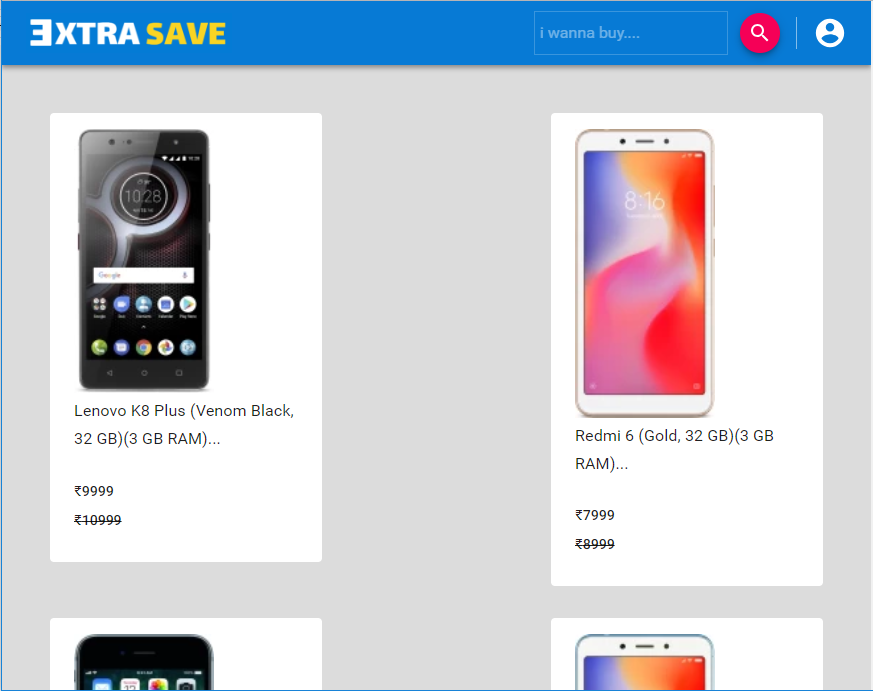 ƎXTRA SAVE
i wanna buy....
10:28
Google
Lenovo K8 Plus (Venom Black,
32 GB)(3 GB RAM)...
₹9999
₹10999
8:16
Redmi 6 (Gold, 32 GB)(3 GB
RAM)...
₹7999
₹8999
12